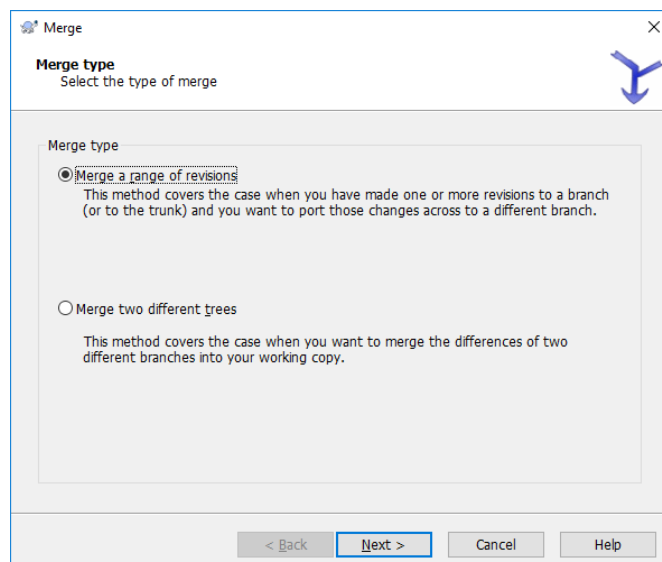 Merge
Merge type
Select the type of merge
Merge type
Merge a range of revisions
This method covers the case when you have made one or more revisions to a branch
(or to the trunk) and you want to port those changes across to a different branch.
Merge two different trees
This method covers the case when you want to merge the differences of two
different branches into your working copy.
< Back Next > Cancel Help